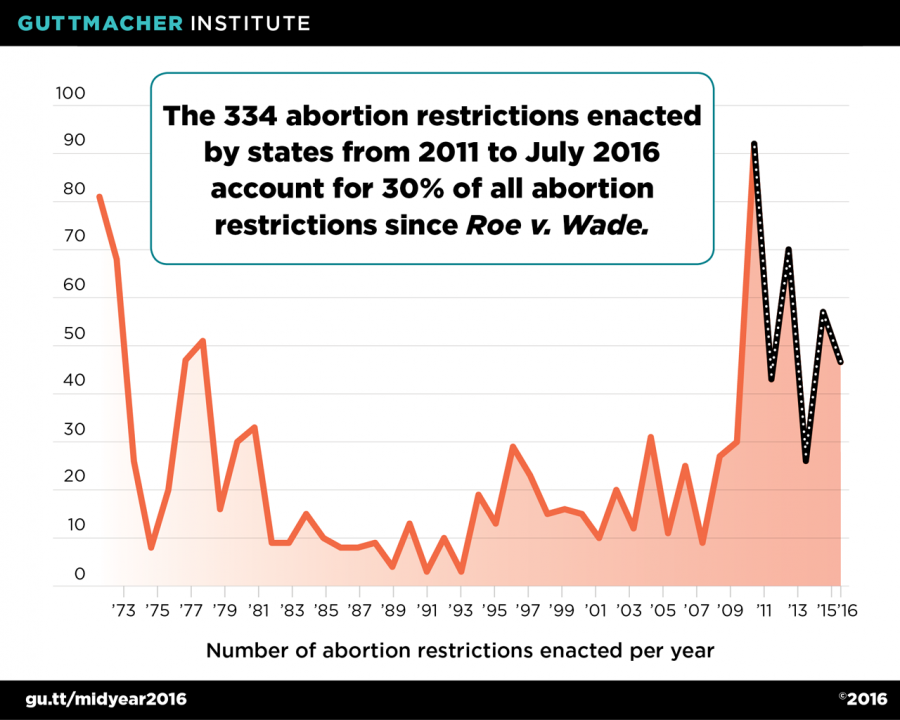 GUTTMACHER INSTITUTE
The 334 abortion restrictions enacted
by states from 2011 to July 2016
account for 30% of all abortion
restrictions since Roe v. Wade.
100
90
80
70
60
50
40
30
20
10
0
’73 ’75 ’77 ’79 ’81 ’83 ’85 ’87 ’89 ’91 ’93 ’95 ’97 ’99 ’01 ’03 ’05 ’07 ’09 ’11 ’13 ’15 ’16
Number of abortion restrictions enacted per year
gu.tt/midyear2016 ©2016